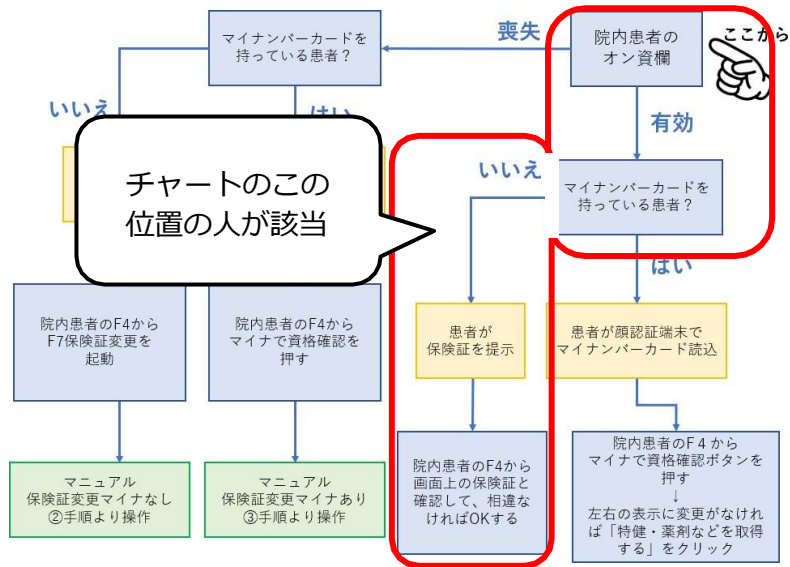 マイナンバーカードを
持っている患者？
喪失
院内患者の
オン資欄
ここから
いいえ
はい
有効
チャートのこの
位置の人が該当
いいえ
マイナンバーカードを
持っている患者？
はい
院内患者のF4から
F7保険証変更を
起動
院内患者のF4から
マイナで資格確認を
押す
患者が
保険証を提示
患者が顔認証端末で
マイナンバーカード読込
マニュアル
保険証変更マイナなし
②手順より操作
マニュアル
保険証変更マイナあり
③手順より操作
院内患者のF4から
画面上の保険証と
確認して、相違な
ければOKする
院内患者のF４から
マイナで資格確認ボタンを
押す
↓
左右の表示に変更がなけれ
ば「特健・薬剤などを取得
する」をクリック